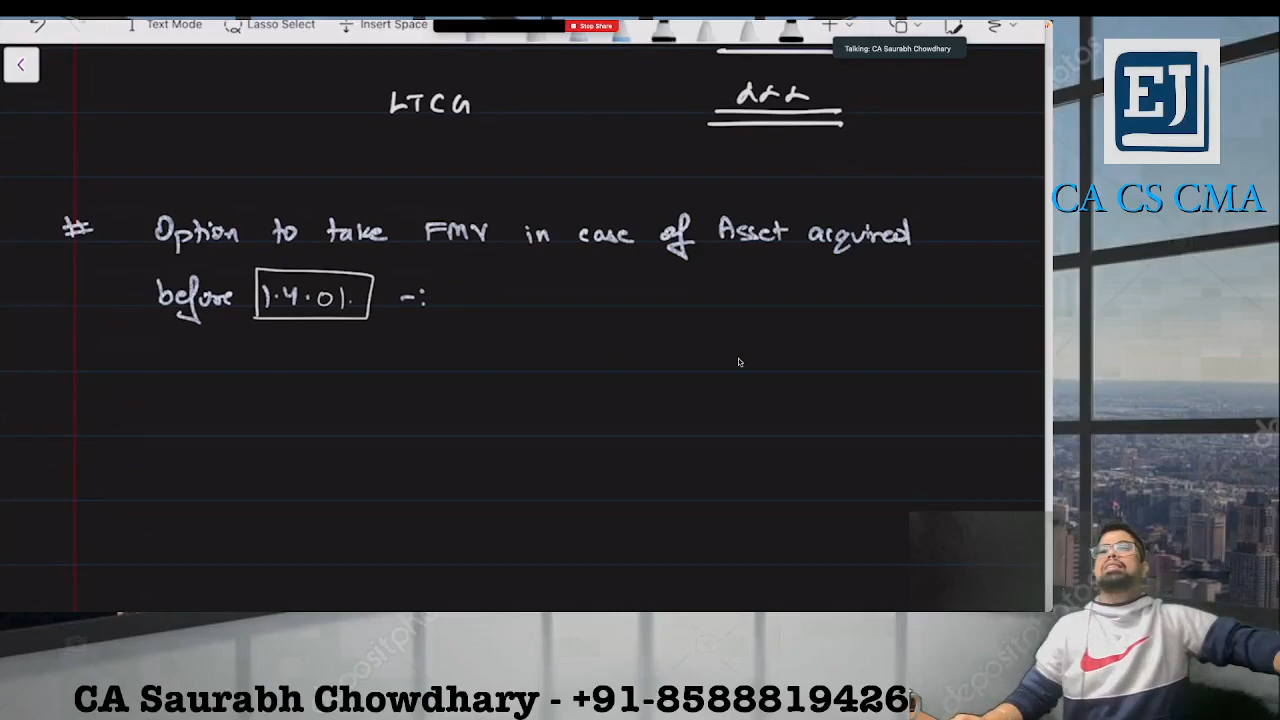 Text Mode
Lasso Select
Insert Space
Stop Share
Talking: CA Saurabh Chowdhary
LTCG
EJ
CA CS CMA
# Option to take FMV in case of Asset acquired
before 1.4.01. -:
depositphotos
CA Saurabh Chowdhary - +91-8588819426